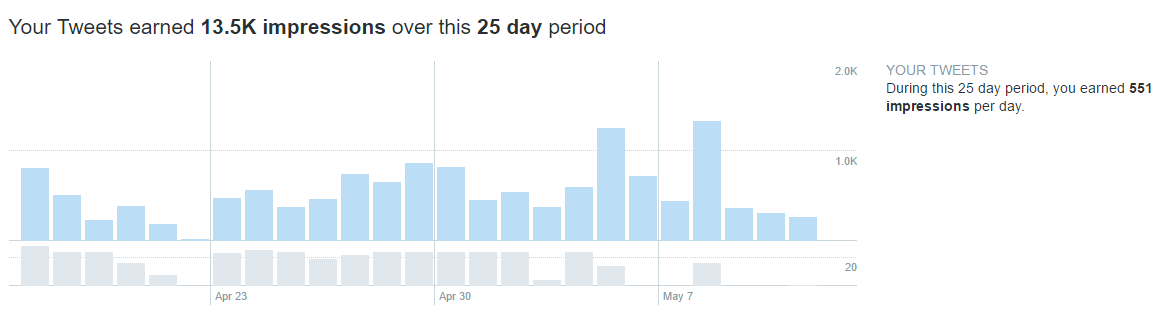 Your Tweets earned 13.5K impressions over this 25 day period
2.0K
1.0K
20
Apr 23
Apr 30
May 7
YOUR TWEETS
During this 25 day period, you earned 551
impressions per day.